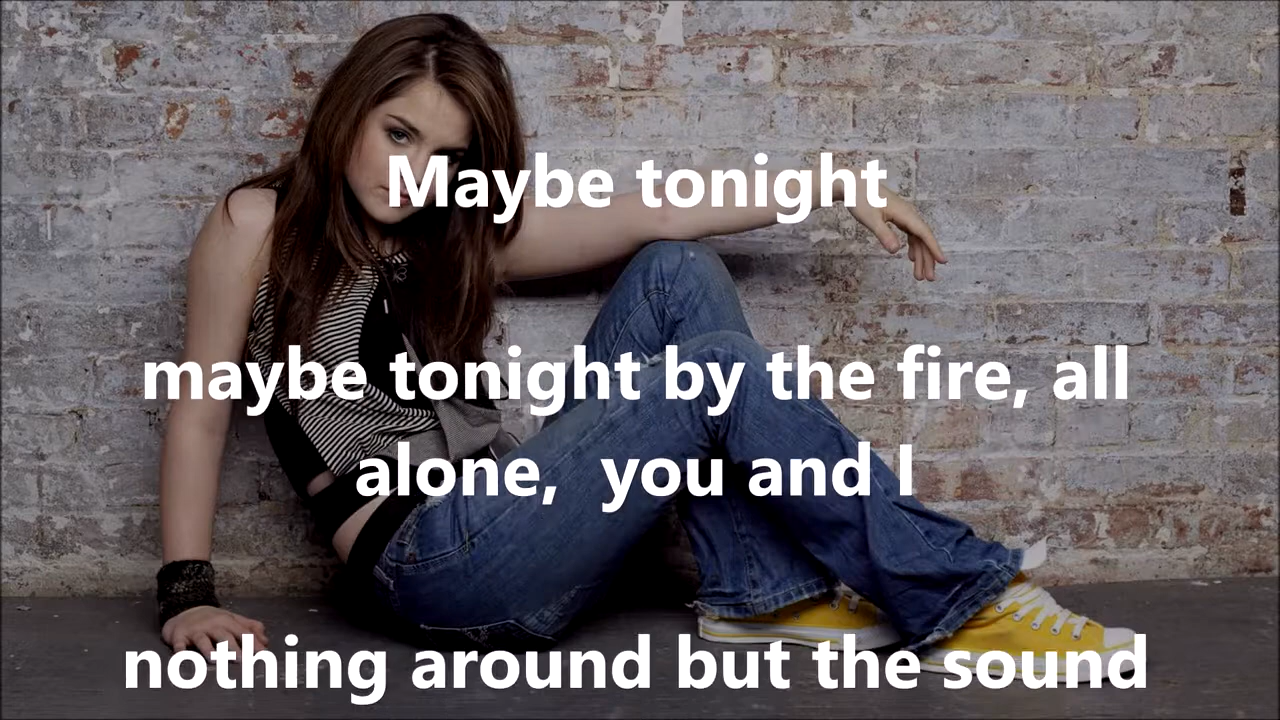 Maybe tonight
maybe tonight by the fire, all
alone,  you and I
nothing around but the sound